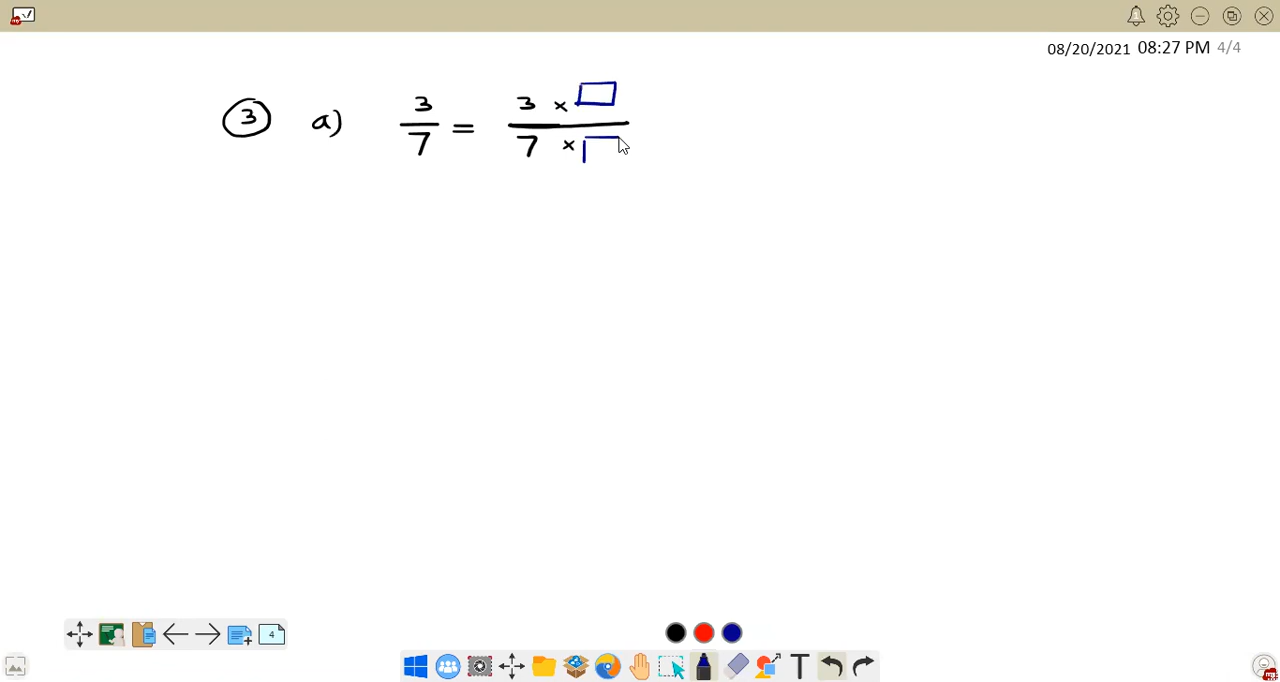 08/20/2021 08:27 PM 4/4
3 a) 3/7 = 3 × □ / 7 × □
4
T